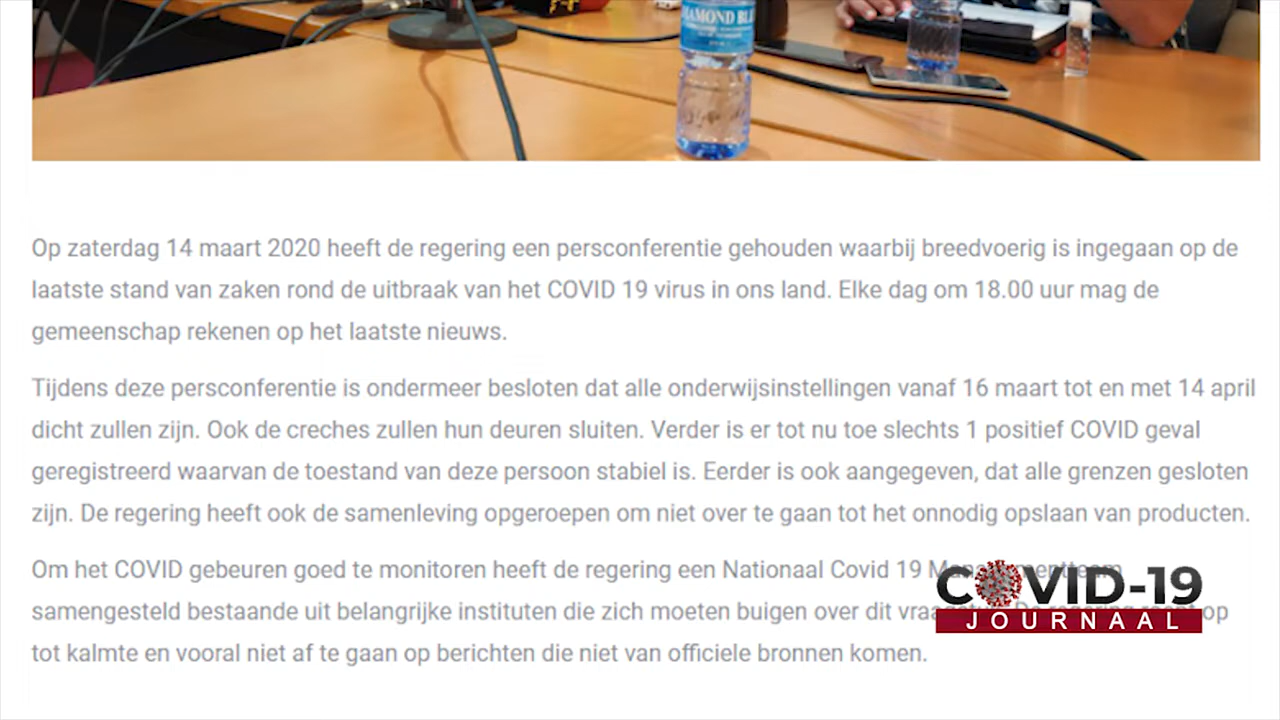 DIAMOND BLUE
Op zaterdag 14 maart 2020 heeft de regering een persconferentie gehouden waarbij breedvoerig is ingegaan op de
laatste stand van zaken rond de uitbraak van het COVID 19 virus in ons land. Elke dag om 18.00 uur mag de
gemeenschap rekenen op het laatste nieuws.
Tijdens deze persconferentie is ondermeer besloten dat alle onderwijsinstellingen vanaf 16 maart tot en met 14 april
dicht zullen zijn. Ook de creches zullen hun deuren sluiten. Verder is er tot nu toe slechts 1 positief COVID geval
geregistreerd waarvan de toestand van deze persoon stabiel is. Eerder is ook aangegeven, dat alle grenzen gesloten
zijn. De regering heeft ook de samenleving opgeroepen om niet over te gaan tot het onnodig opslaan van producten.
Om het COVID gebeuren goed te monitoren heeft de regering een Nationaal Covid 19 Managementteam
samengesteld bestaande uit belangrijke instituten die zich moeten buigen over dit vraagstuk. De regering roept op
tot kalmte en vooral niet af te gaan op berichten die niet van officiele bronnen komen.
COVID-19
JOURNAAL